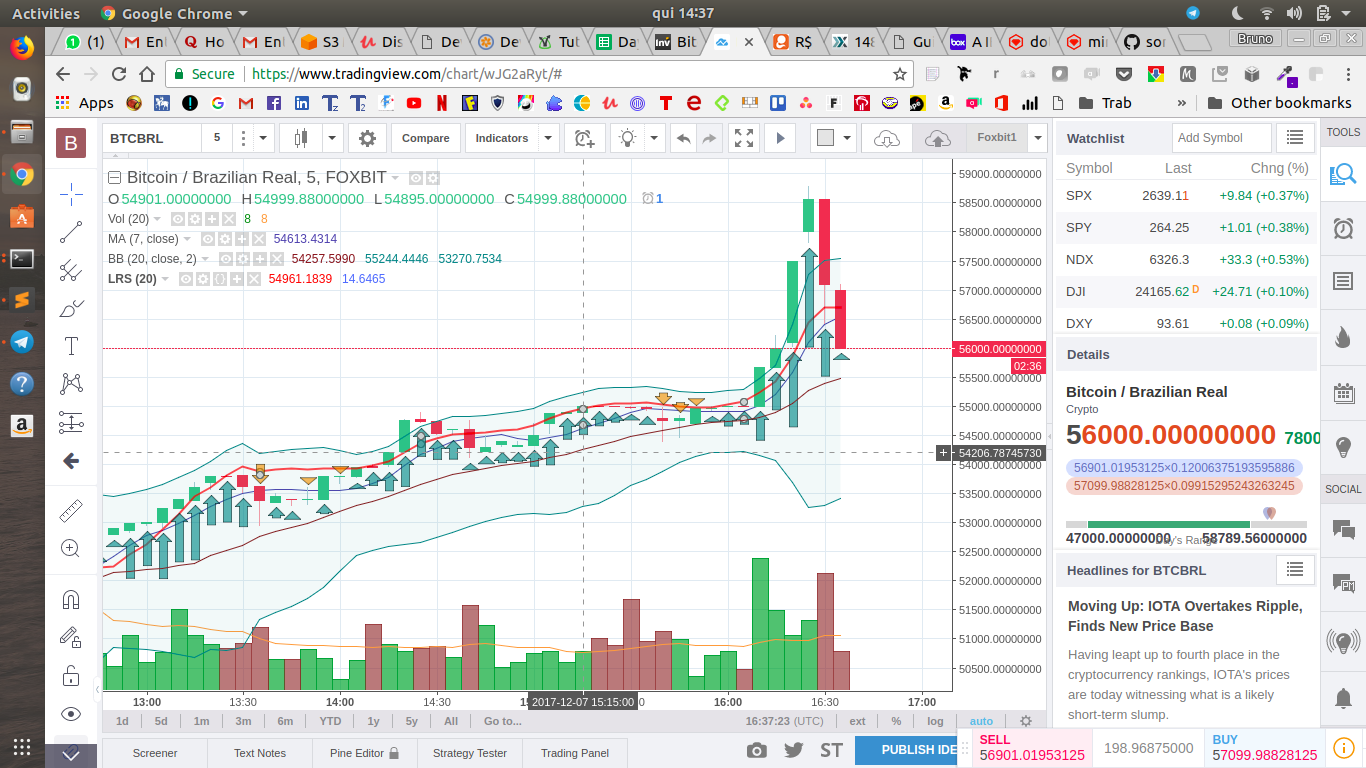 Activities Google Chrome qui 14:37
(1) Ent Ho Ent S3 Dis De De Tut Da Bit R$ 148 Gu A II do mi sor Bruno
Secure https://www.tradingview.com/chart/wJG2aRyt/#
Apps Trab » Other bookmarks
B BTCBRL 5 Compare Indicators Foxbit1 Watchlist Add Symbol TOOLS
Bitcoin / Brazilian Real, 5, FOXBIT
O 54901.00000000 H 54999.88000000 L 54895.00000000 C 54999.88000000 1
Vol (20) 8 8
MA (7, close) 54613.4314
BB (20, close, 2) 54257.5990 55244.4446 53270.7534
LRS (20) 54961.1839 14.6465
59000.00000000
58500.00000000
58000.00000000
57500.00000000
57000.00000000
56500.00000000
56000.00000000
02:36
55500.00000000
55000.00000000
54500.00000000
54206.78745730
53500.00000000
53000.00000000
52500.00000000
52000.00000000
51500.00000000
51000.00000000
50500.00000000
13:00 13:30 14:00 14:30 2017-12-07 15:15:00 16:00 16:30 17:00
1d 5d 1m 3m 6m YTD 1y 5y All Go to... 16:37:23 (UTC) ext % log auto
Screener Text Notes Pine Editor Strategy Tester Trading Panel ST PUBLISH IDE
Symbol Last Chng (%)
SPX 2639.11 +9.84 (+0.37%)
SPY 264.25 +1.01 (+0.38%)
NDX 6326.3 +33.3 (+0.53%)
DJI 24165.62 D +24.71 (+0.10%)
DXY 93.61 +0.08 (+0.09%)
Details
Bitcoin / Brazilian Real
Crypto
56000.00000000 7800
56901.01953125×0.1200637519359588​6
57099.98828125×0.09915295243263245
47000.00000000 Day's Range 58789.56000000
SOCIAL
Headlines for BTCBRL
Moving Up: IOTA Overtakes Ripple,
Finds New Price Base
Having leapt up to fourth place in the
cryptocurrency rankings, IOTA's prices
are today witnessing what is a likely
short-term slump.
SELL
56901.01953125
198.96875000
BUY
57099.98828125